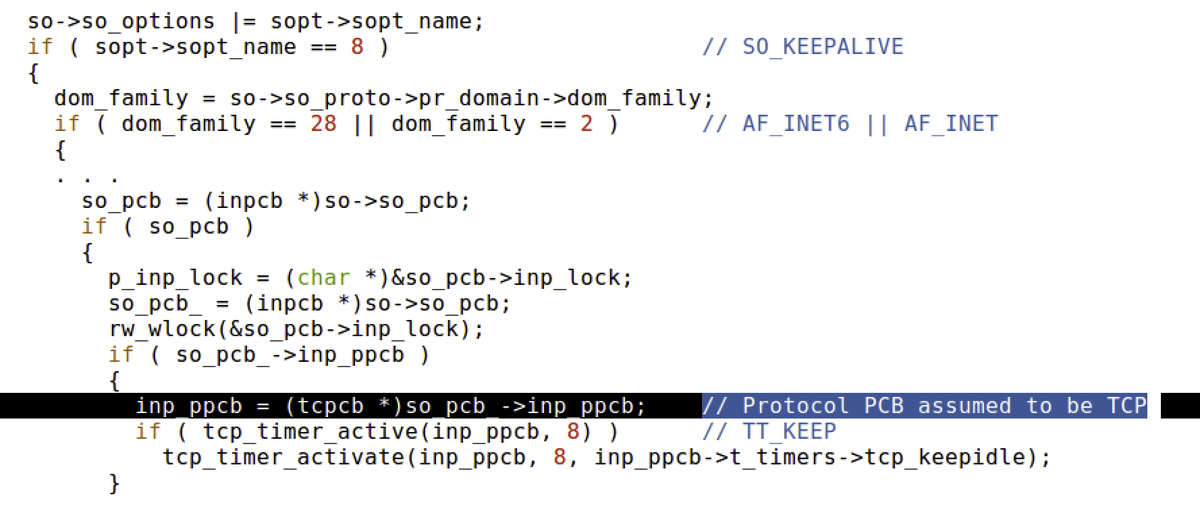 so->so_options |= sopt->sopt_name;
if ( sopt->sopt_name == 8 ) // SO_KEEPALIVE
{
dom_family = so->so_proto->pr_domain->dom_family;
if ( dom_family == 28 || dom_family == 2 ) // AF_INET6 || AF_INET
{
. . .
so_pcb = (inpcb *)so->so_pcb;
if ( so_pcb )
{
p_inp_lock = (char *)&so_pcb->inp_lock;
so_pcb_ = (inpcb *)so->so_pcb;
rw_wlock(&so_pcb->inp_lock);
if ( so_pcb_->inp_ppcb )
{
inp_ppcb = (tcpcb *)so_pcb_->inp_ppcb; // Protocol PCB assumed to be TCP
if ( tcp_timer_active(inp_ppcb, 8) ) // TT_KEEP
tcp_timer_activate(inp_ppcb, 8, inp_ppcb->t_timers->tcp_keepidle);
}